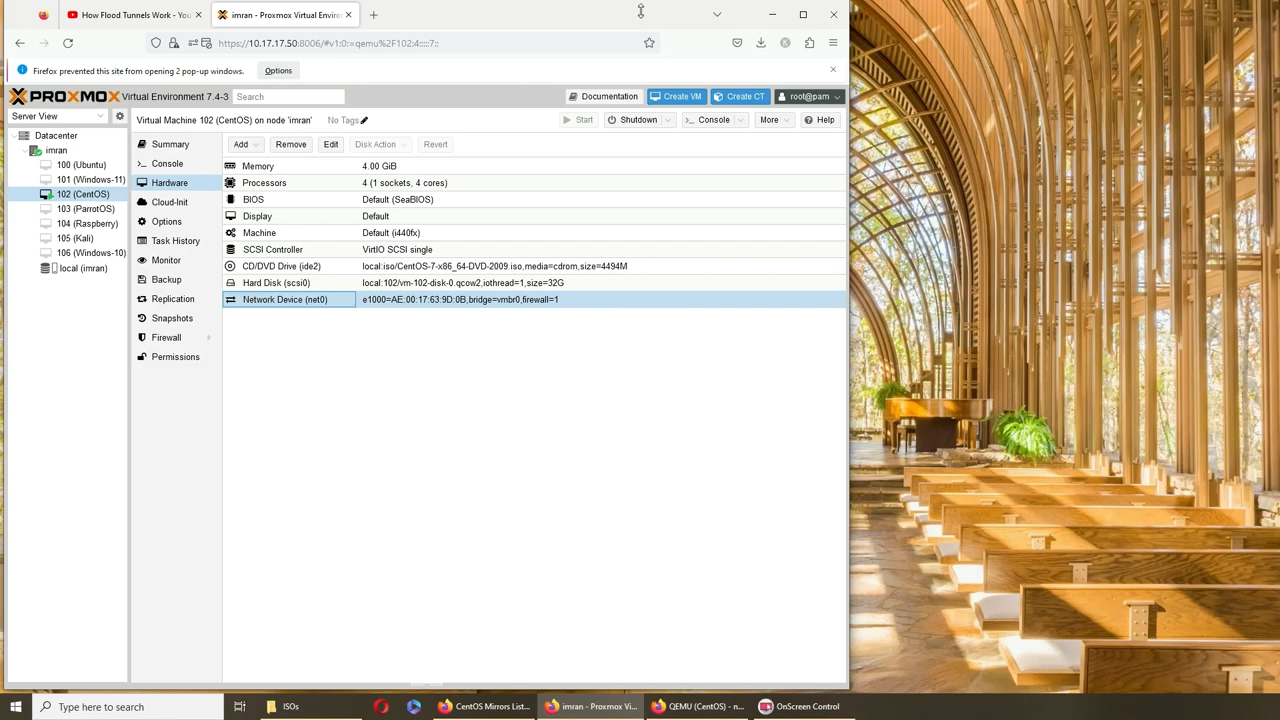 How Flood Tunnels Work - You
imran - Proxmox Virtual Environ
https://10.17.17.50:8006/#v1:0:=qemu%2F102:4:::::7::
Firefox prevented this site from opening 2 pop-up windows.
Options
PROXMOX Virtual Environment 7.4-3
Search
Documentation
Create VM
Create CT
root@pam
Server View
Virtual Machine 102 (CentOS) on node 'imran'
No Tags
Start
Shutdown
Console
More
Help
Datacenter
imran
100 (Ubuntu)
101 (Windows-11)
102 (CentOS)
103 (ParrotOS)
104 (Raspberry)
105 (Kali)
106 (Windows-10)
local (imran)
Summary
Console
Hardware
Cloud-Init
Options
Task History
Monitor
Backup
Replication
Snapshots
Firewall
Permissions
Add
Remove
Edit
Disk Action
Revert
Memory 4.00 GiB
Processors 4 (1 sockets, 4 cores)
BIOS Default (SeaBIOS)
Display Default
Machine Default (i440fx)
SCSI Controller VirtIO SCSI single
CD/DVD Drive (ide2) local:iso/CentOS-7-x86_64-DVD-2009.iso,media=cdrom,size=4494M
Hard Disk (scsi0) local:102/vm-102-disk-0.qcow2,iothread=1,size=32G
Network Device (net0) e1000=AE:00:17:63:9D:0B,bridge=vmbr0,firewall=1
Type here to search
ISOs
CentOS Mirrors List...
imran - Proxmox Vi...
QEMU (CentOS) - n...
OnScreen Control